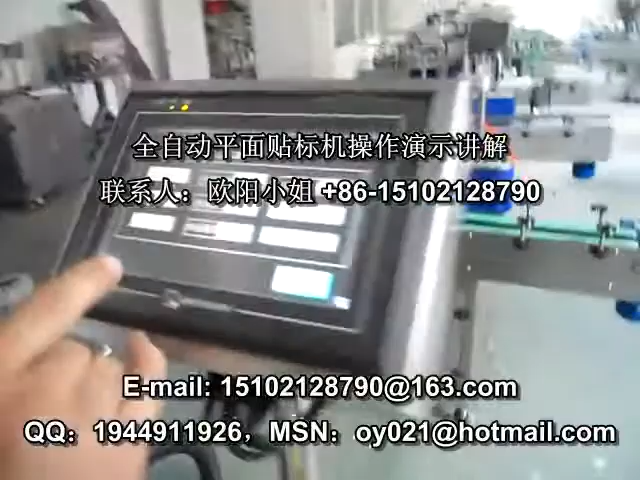 全自动平面贴标机操作演示讲解
联系人：欧阳小姐 +86-15102128790
E-mail: 15102128790@163.com
QQ：1944911926，MSN：oy021@hotmail.com